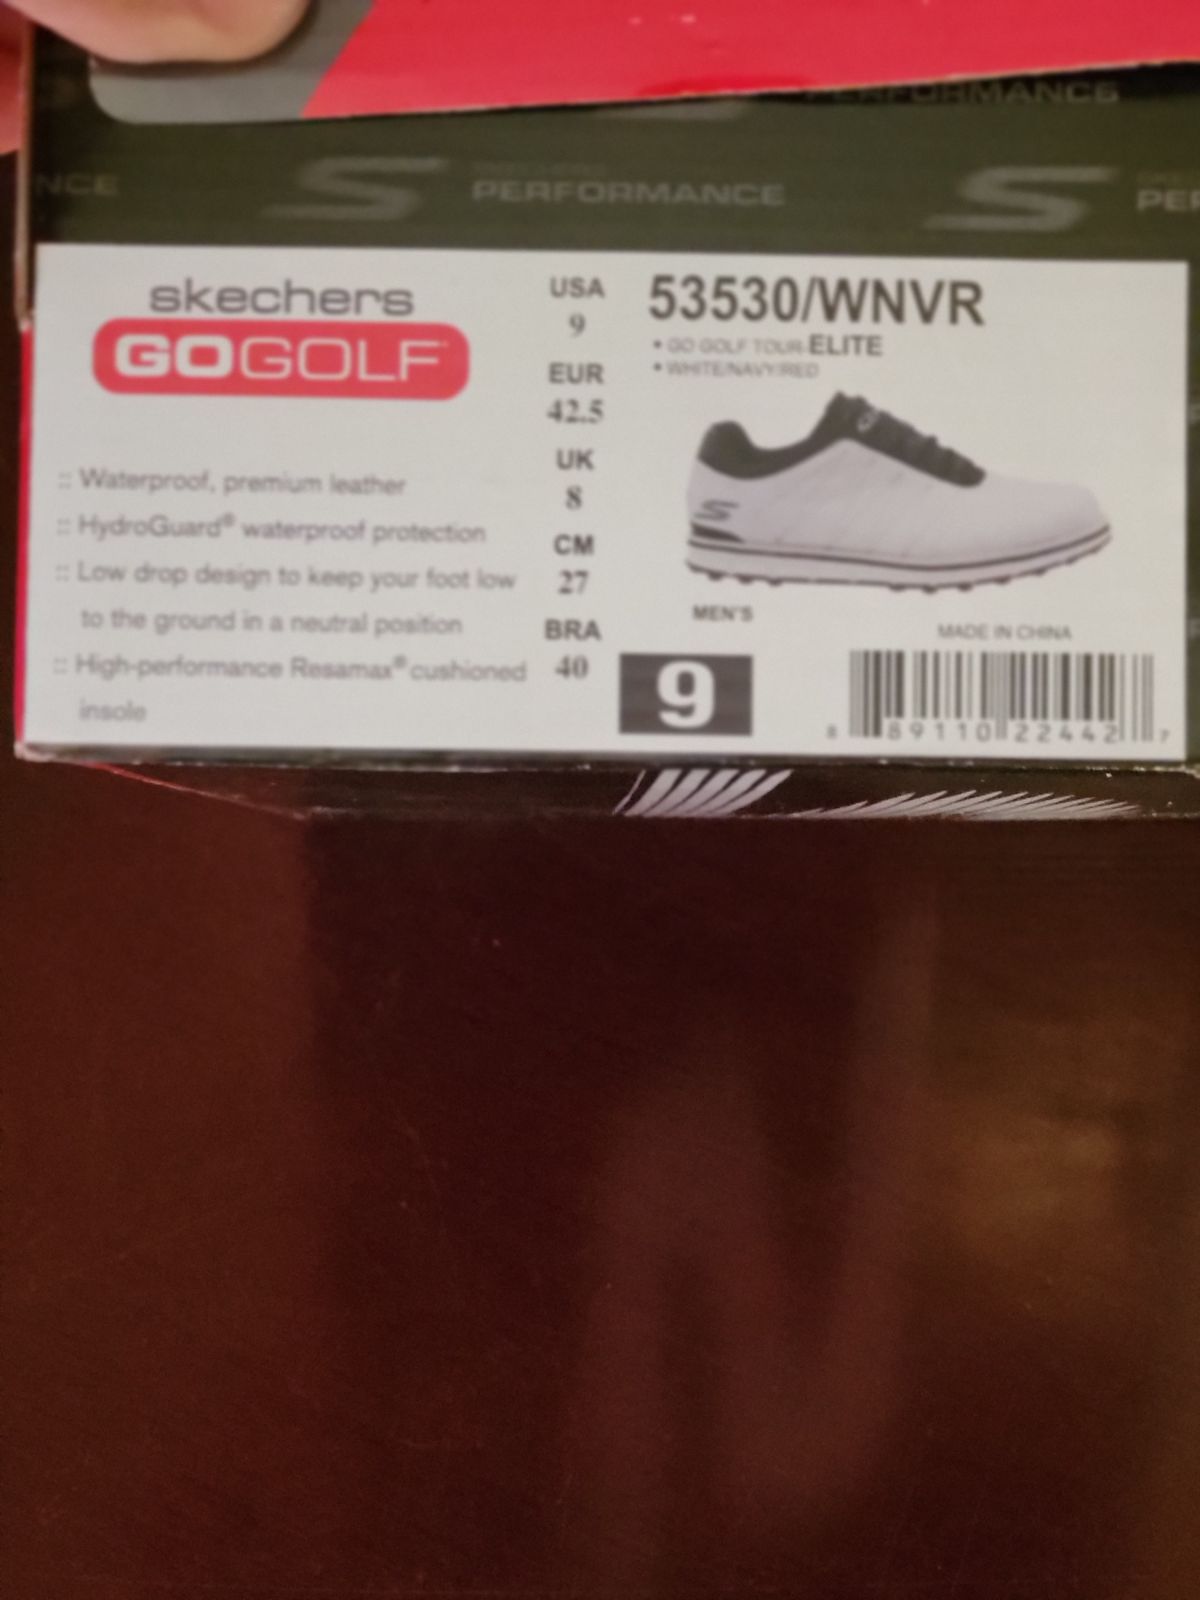 PERFORMANCE
NCE
PERFORMANCE
PER
skechers
GOGOLF
:: Waterproof, premium leather
:: HydroGuard® waterproof protection
:: Low drop design to keep your foot low
to the ground in a neutral position
:: High-performance Resamax® cushioned
insole
USA
9
EUR
42.5
UK
8
CM
27
BRA
40
53530/WNVR
• GO GOLF TOUR-ELITE
• WHITE/NAVY/RED
MEN'S
9
MADE IN CHINA
8 89110 22442 7